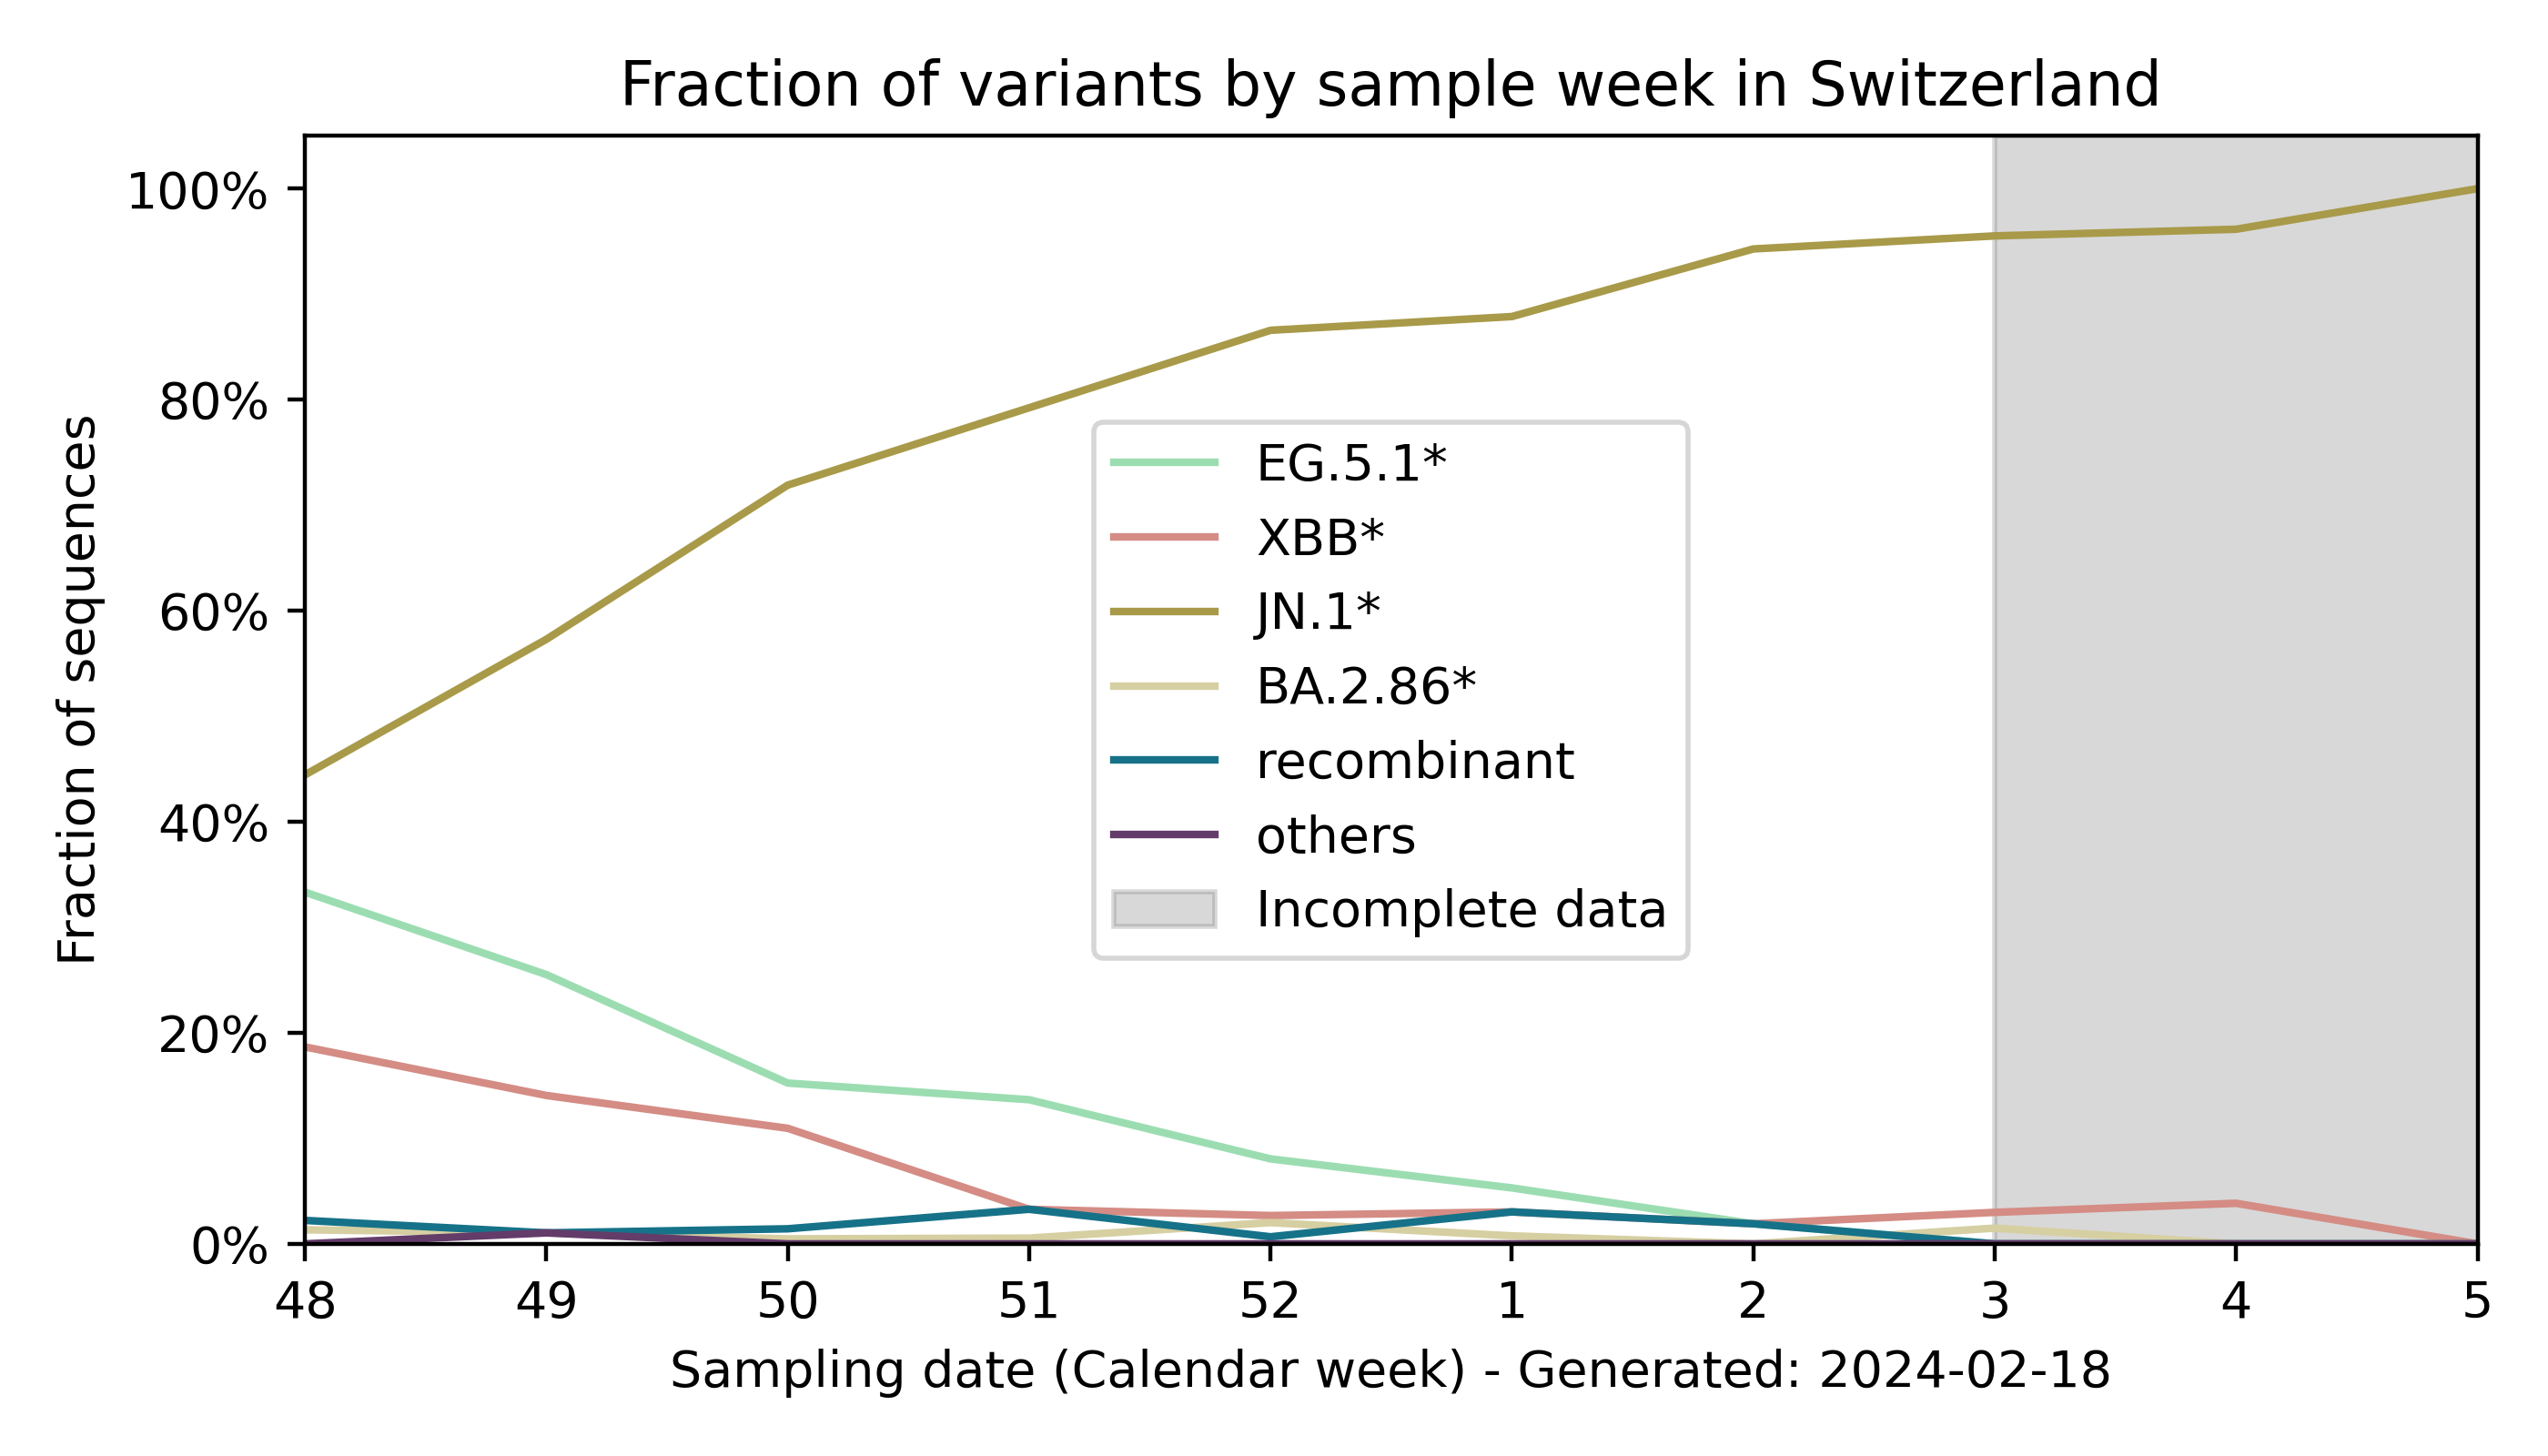 Fraction of variants by sample week in Switzerland
100%
80%
60%
40%
20%
0%
Fraction of sequences
EG.5.1*
XBB*
JN.1*
BA.2.86*
recombinant
others
Incomplete data
48 49 50 51 52 1 2 3 4 5
Sampling date (Calendar week) - Generated: 2024-02-18